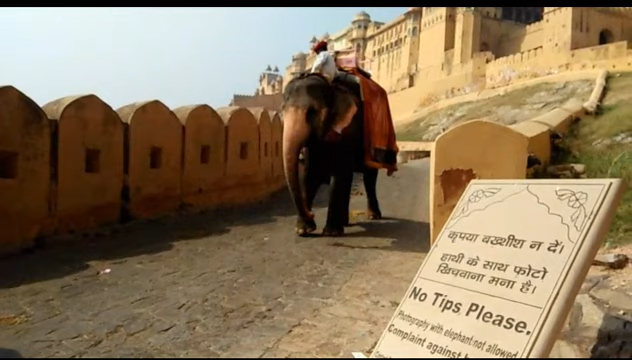 कृपया बख्शीश न दें।
हाथी के साथ फोटो
खिंचवाना मना है।
No Tips Please.
Photography with elephant not allowed
Complaint against